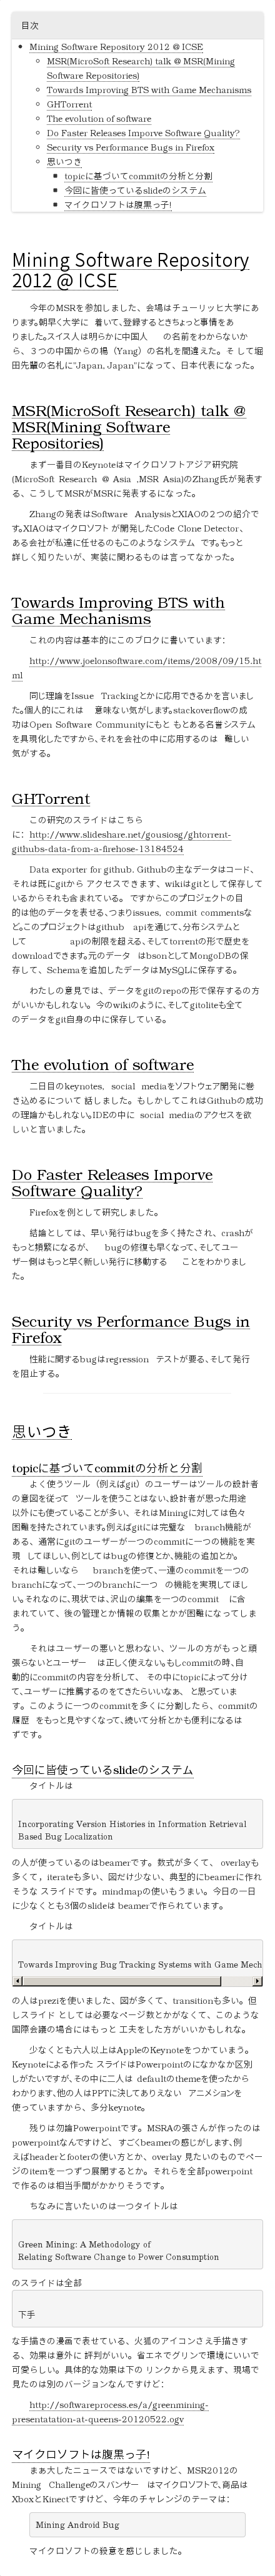 目次
Mining Software Repository 2012 @ ICSE
MSR(MicroSoft Research) talk @ MSR(Mining
Software Repositories)
Towards Improving BTS with Game Mechanisms
GHTorrent
The evolution of software
Do Faster Releases Imporve Software Quality?
Security vs Performance Bugs in Firefox
思いつき
topicに基づいてcommitの分析と分割
今回に皆使っているslideのシステム
マイクロソフトは腹黒っ子!
Mining Software Repository
2012 @ ICSE
今年のMSRを参加しました、会場はチューリッヒ大学にあ
ります。朝早く大学に 着いて、登録するときちょっと事情をあ
りました。スイス人は明らかに中国人 の名前をわからないか
ら、３つの中国からの楊（Yang）の名札を間違えた。そ して堀
田先輩の名札に"Japan, Japan"になって、日本代表になった。
MSR(MicroSoft Research) talk @
MSR(Mining Software
Repositories)
まず一番目のKeynoteはマイクロソフトアジア研究院
(MicroSoft Research @ Asia ,MSR Asia)のZhang氏が発表す
る、こうしてMSRがMSRに発表するになった。
Zhangの発表はSoftware AnalysisとXIAOの2つの紹介で
す。XIAOはマイクロソフト が開発したCode Clone Detector、
ある会社が私達に任せるのもこのようなシステム です。もっと
詳しく知りたいが、実装に関わるものは言ってなかった。
Towards Improving BTS with
Game Mechanisms
これの内容は基本的にこのブロクに書いています：
http://www.joelonsoftware.com/items/2008/09/15.ht
ml
同じ理論をIssue Trackingとかに応用できるかを言いまし
た。個人的にこれは 意味ない気がします。stackoverflowの成
功はOpen Software Communityにもと もとある名誉システム
を具現化したですから、それを会社の中に応用するのは 難しい
気がする。
GHTorrent
この研究のスライドはこちら
に：http://www.slideshare.net/gousiosg/ghtorrent-
githubs-data-from-a-firehose-13184524
Data exporter for github. Githubの主なデータはコード、
それは既にgitから アクセスできます、wikiはgitとして保存して
いるからそれも含まれている。 ですからこのプロジェクトの目
的は他のデータを表せる、つまりissues, commit commentsな
ど。このプロジェクトはgithub apiを通じて、分布システムと
して apiの制限を超える、そしてtorrentの形で歴史を
downloadできます。元のデータ はbsonとしてMongoDBの保
存して、Schemaを追加したデータはMySQLに保存する。
わたしの意見では、データをgitのrepoの形で保存するの方
がいいかもしれない。今のwikiのように、そしてgitoliteも全て
のデータをgit自身の中に保存している。
The evolution of software
二日目のkeynotes、social mediaをソフトウェア開発に巻
き込めるについて 話しました。もしかしてこれはGithubの成功
の理論かもしれない。IDEの中に social mediaのアクセスを欲
しいと言いました。
Do Faster Releases Imporve
Software Quality?
Firefoxを例として研究しました。
結論としては、早い発行はbugを多く持たされ、crashが
もっと頻繁になるが、 bugの修復も早くなって、そしてユー
ザー側はもっと早く新しい発行に移動する ことをわかりまし
た。
Security vs Performance Bugs in
Firefox
性能に関するbugはregression テストが要る、そして発行
を阻止する。
思いつき
topicに基づいてcommitの分析と分割
よく使うツール（例えばgit）のユーザーはツールの設計者
の意図を従って ツールを使うことはない、設計者が思った用途
以外にも使っていることが多い、それはMiningに対しては色々
困難を持たされています。例えばgitには完璧な branch機能が
ある、通常にgitのユーザーが一つのcommitに一つの機能を実
現 してほしい、例としてはbugの修復とか、機能の追加とか。
それは難しいなら branchを使って、一連のcommitを一つの
branchになって、一つのbranchに一つ の機能を実現してほし
い。それなのに、現状では、沢山の編集を一つのcommit に含
まれていて、後の管理とか情報の収集とかが困難になってしま
う。
それはユーザーの悪いと思わない、ツールの方がもっと頑
張らないとユーザー は正しく使えない。もしcommitの時、自
動的にcommitの内容を分析して、 その中にtopicによって分け
て、ユーザーに推薦するのをてきたらいいなあ、 と思っていま
す。このように一つのcommitを多くに分割したら、commitの
履歴 をもっと見やすくなって、続いて分析とかも便利になるは
ずです。
今回に皆使っているslideのシステム
タイトルは
Incorporating Version Histories in Information Retrieval
Based Bug Localization
の人が使っているのはbeamerです。数式が多くて、overlayも
多くて，iterateも多い、図だけが少ない、典型的にbeamerに作れ
そうな スライドです。mindmapの使いもうまい。今日の一日
に少なくとも3個のslideは beamerで作られています。
タイトルは
Towards Improving Bug Tracking Systems with Game Mech
の人はpreziを使いました、図が多くて、transitionも多い。但
しスライド としては必要なページ数とかがなくて、このような
国際会議の場合にはもっと 工夫をした方がいいかもしれな。
少なくとも六人以上はAppleのKeynoteをつかていまう。
Keynoteによる作った スライドはPowerpointのになかなか区別
しがたいですが、その中に二人は defaultのthemeを使ったから
わかります、他の人はPPTに決してありえない アニメションを
使っていますから、多分keynote。
残りは勿論Powerpointです。MSRAの張さんが作ったのは
powerpointなんですけど、すごくbeamerの感じがします、例
えばheaderとfooterの使い方とか、overlay 見たいのものでペー
ジのitemを一つずつ展開するとか。それらを全部powerpoint
で作るのは相当手間がかかりそうです。
ちなみに言いたいのは一つタイトルは
Green Mining: A Methodology of
Relating Software Change to Power Consumption
のスライドは全部
下手
な手描きの漫画で表せている、火狐のアイコンさえ手描きす
る、効果は意外に 評判がいい。省エネでグリンで環境にいいで
可愛らしい。具体的な効果は下の リンクから見えます、現場で
見たのは別のバージョンなんですけど：
http://softwareprocess.es/a/greenmining-
presentatation-at-queens-20120522.ogv
マイクロソフトは腹黒っ子!
まあ大したニュースではないですけど、MSR2012の
Mining Challengeのスバンサー はマイクロソフトで、商品は
XboxとKinectですけど、今年のチャレンジのテーマは：
Mining Android Bug
マイクロソフトの殺意を感じしました。